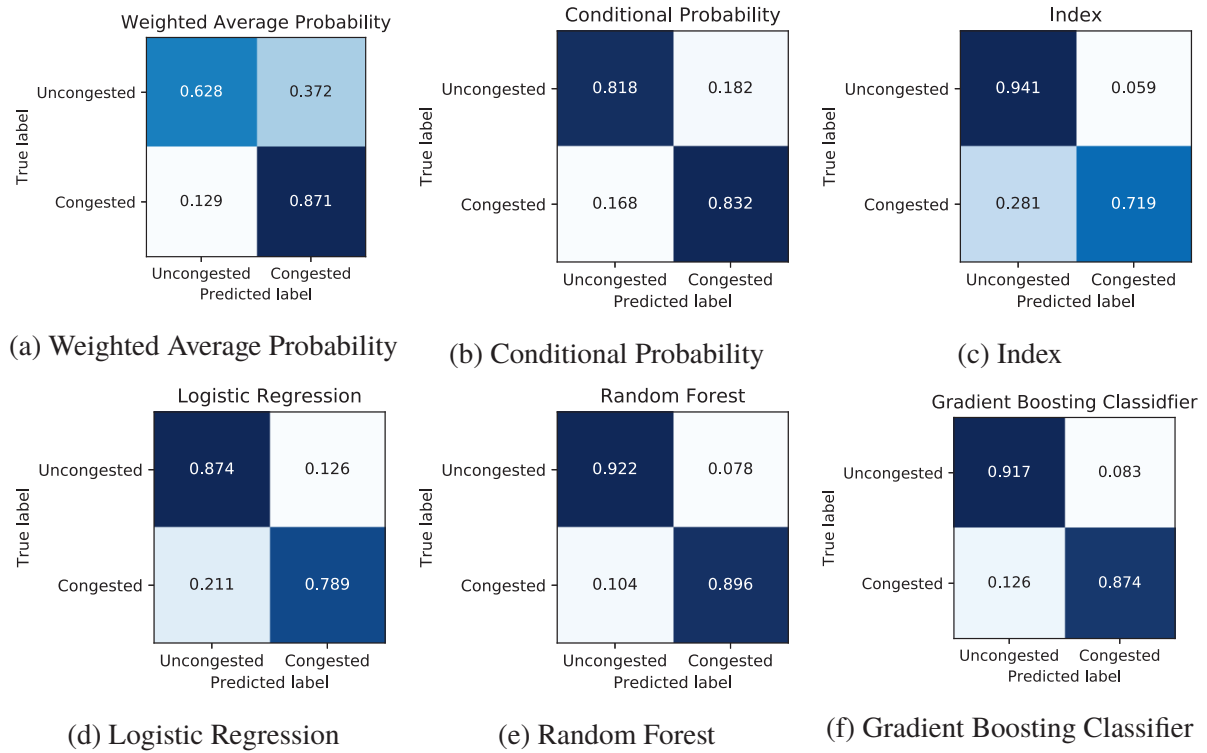 Weighted Average Probability
True label
Uncongested
0.628 0.372
Congested
0.129 0.871
Uncongested Congested
Predicted label
(a) Weighted Average Probability
Conditional Probability
True label
Uncongested
0.818 0.182
Congested
0.168 0.832
Uncongested Congested
Predicted label
(b) Conditional Probability
Index
True label
Uncongested
0.941 0.059
Congested
0.281 0.719
Uncongested Congested
Predicted label
(c) Index
Logistic Regression
True label
Uncongested
0.874 0.126
Congested
0.211 0.789
Uncongested Congested
Predicted label
(d) Logistic Regression
Random Forest
True label
Uncongested
0.922 0.078
Congested
0.104 0.896
Uncongested Congested
Predicted label
(e) Random Forest
Gradient Boosting Classidfier
True label
Uncongested
0.917 0.083
Congested
0.126 0.874
Uncongested Congested
Predicted label
(f) Gradient Boosting Classifier